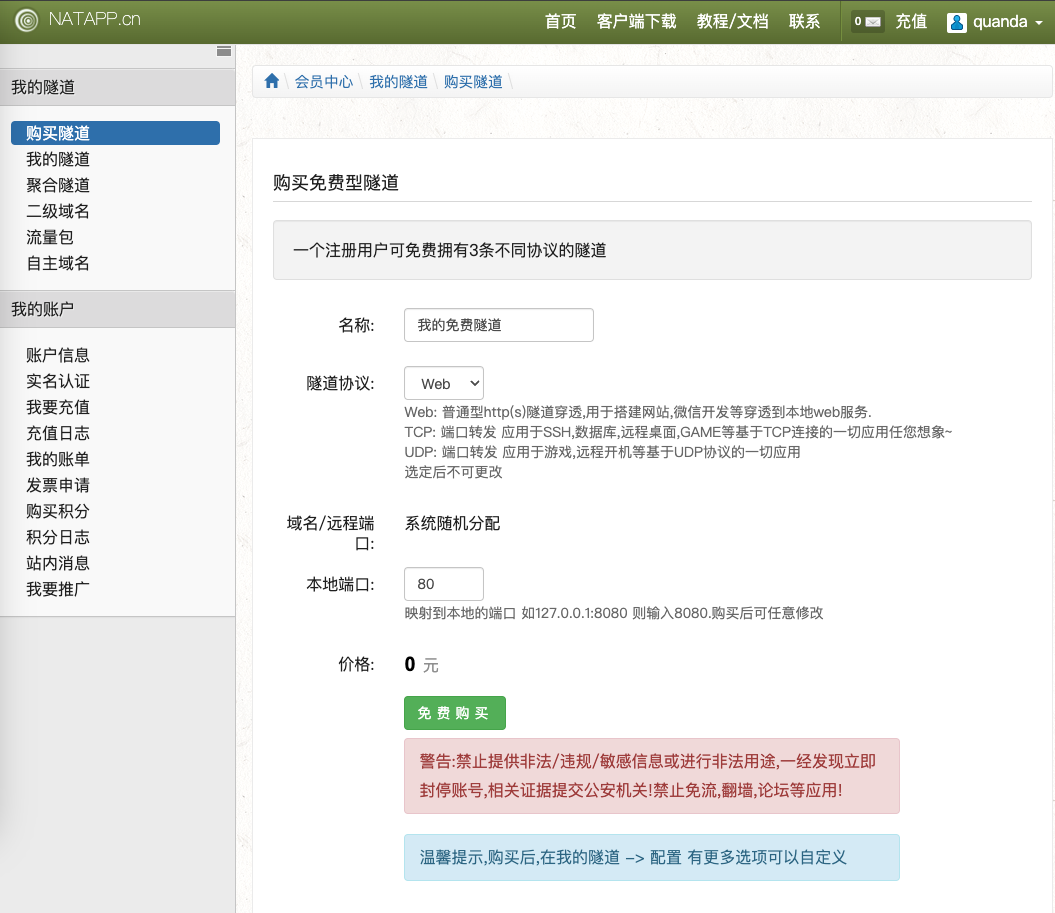 NATAPP.cn
首页 客户端下载 教程/文档 联系 0 充值 quanda
我的隧道
购买隧道
我的隧道
聚合隧道
二级域名
流量包
自主域名
我的账户
账户信息
实名认证
我要充值
充值日志
我的账单
发票申请
购买积分
积分日志
站内消息
我要推广
会员中心 \ 我的隧道 \ 购买隧道 \
购买免费型隧道
一个注册用户可免费拥有3条不同协议的隧道
名称: 我的免费隧道
隧道协议: Web
Web: 普通型http(s)隧道穿透,用于搭建网站,微信开发等穿透到本地web服务.
TCP: 端口转发 应用于SSH,数据库,远程桌面,GAME等基于TCP连接的一切应用任您想象~
UDP: 端口转发 应用于游戏,远程开机等基于UDP协议的一切应用
选定后不可更改
域名/远程端
口:
系统随机分配
本地端口: 80
映射到本地的端口 如127.0.0.1:8080 则输入8080.购买后可任意修改
价格: 0 元
免费购买
警告:禁止提供非法/违规/敏感信息或进行非法用途,一经发现立即
封停账号,相关证据提交公安机关!禁止免流,翻墙,论坛等应用!
温馨提示,购买后,在我的隧道 -> 配置 有更多选项可以自定义